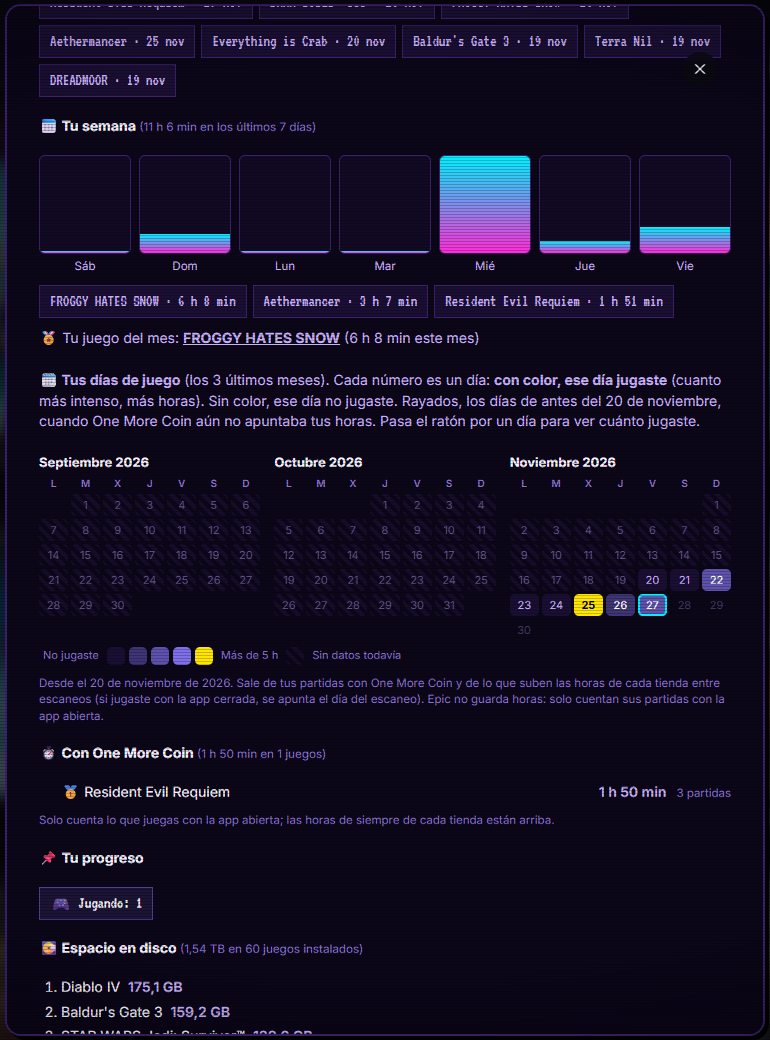 Aethermancer · 25 nov
Everything is Crab · 20 nov
Baldur's Gate 3 · 19 nov
Terra Nil · 19 nov
DREADMOOR · 19 nov
Tu semana (11 h 6 min en los últimos 7 días)
Sáb Dom Lun Mar Mié Jue Vie
FROGGY HATES SNOW · 6 h 8 min
Aethermancer · 3 h 7 min
Resident Evil Requiem · 1 h 51 min
Tu juego del mes: FROGGY HATES SNOW (6 h 8 min este mes)
Tus días de juego (los 3 últimos meses). Cada número es un día: con color, ese día jugaste (cuanto
más intenso, más horas). Sin color, ese día no jugaste. Rayados, los días de antes del 20 de noviembre,
cuando One More Coin aún no apuntaba tus horas. Pasa el ratón por un día para ver cuánto jugaste.
Septiembre 2026
L M X J V S D
1 2 3 4 5 6
7 8 9 10 11 12 13
14 15 16 17 18 19 20
21 22 23 24 25 26 27
28 29 30
Octubre 2026
L M X J V S D
1 2 3 4
5 6 7 8 9 10 11
12 13 14 15 16 17 18
19 20 21 22 23 24 25
26 27 28 29 30 31
Noviembre 2026
L M X J V S D
1
2 3 4 5 6 7 8
9 10 11 12 13 14 15
16 17 18 19 20 21 22
23 24 25 26 27 28 29
30
No jugaste
Más de 5 h
Sin datos todavía
Desde el 20 de noviembre de 2026. Sale de tus partidas con One More Coin y de lo que suben las horas de cada tienda entre
escaneos (si jugaste con la app cerrada, se apunta el día del escaneo). Epic no guarda horas: solo cuentan sus partidas con la
app abierta.
Con One More Coin (1 h 50 min en 1 juegos)
Resident Evil Requiem 1 h 50 min 3 partidas
Solo cuenta lo que juegas con la app abierta; las horas de siempre de cada tienda están arriba.
Tu progreso
Jugando: 1
Espacio en disco (1,54 TB en 60 juegos instalados)
1. Diablo IV 175,1 GB
2. Baldur's Gate 3 159,2 GB